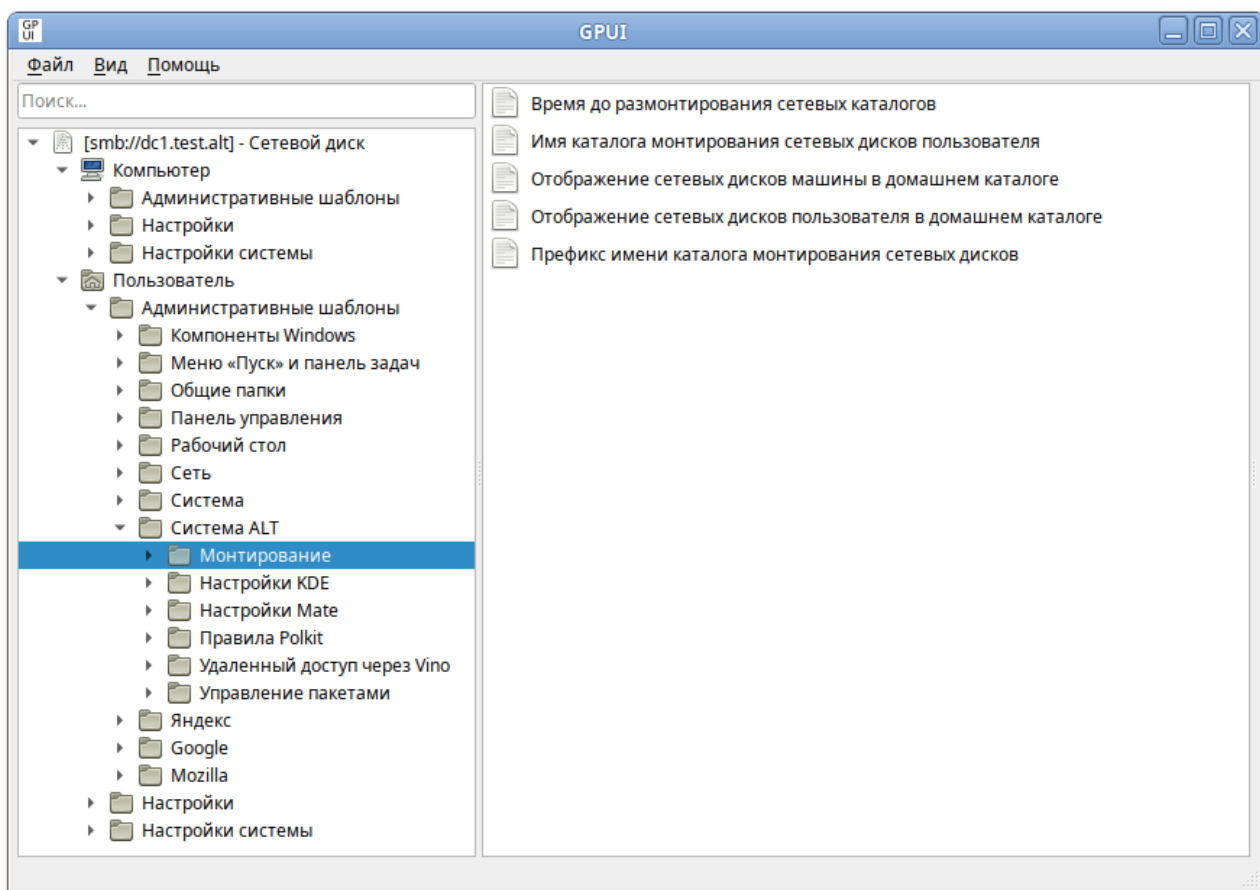 GPUI
GPUI
Файл Вид Помощь
Поиск...
[smb://dc1.test.alt] - Сетевой диск
Компьютер
Административные шаблоны
Настройки
Настройки системы
Пользователь
Административные шаблоны
Компоненты Windows
Меню «Пуск» и панель задач
Общие папки
Панель управления
Рабочий стол
Сеть
Система
Система ALT
Монтирование
Настройки KDE
Настройки Mate
Правила Polkit
Удаленный доступ через Vino
Управление пакетами
Яндекс
Google
Mozilla
Настройки
Настройки системы
Время до размонтирования сетевых каталогов
Имя каталога монтирования сетевых дисков пользователя
Отображение сетевых дисков машины в домашнем каталоге
Отображение сетевых дисков пользователя в домашнем каталоге
Префикс имени каталога монтирования сетевых дисков